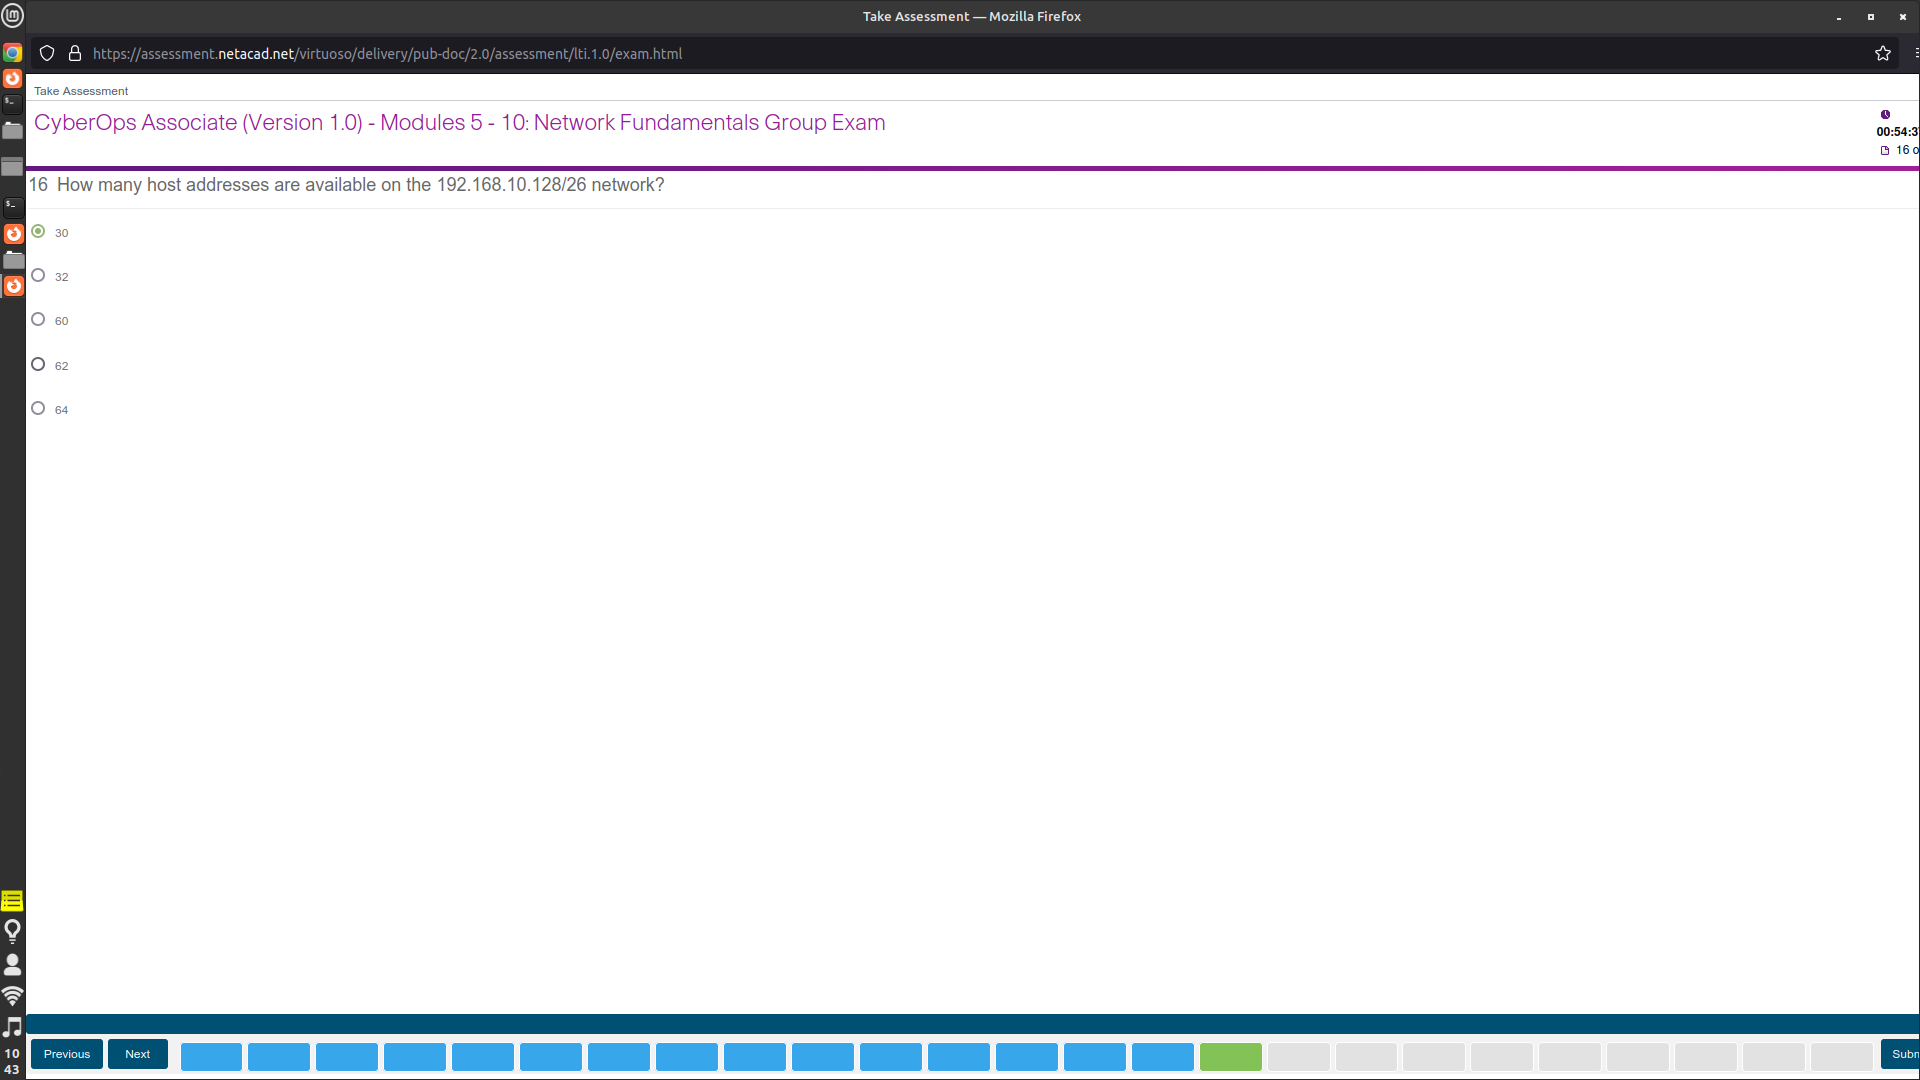 Take Assessment — Mozilla Firefox
https://assessment.netacad.net/virtuoso/delivery/pub-doc/2.0/assessment/lti.1.0/exam.html
Take Assessment
CyberOps Associate (Version 1.0) - Modules 5 - 10: Network Fundamentals Group Exam
00:54:3
16 o
16 How many host addresses are available on the 192.168.10.128/26 network?
30
32
60
62
64
Previous
Next
Subm
10
43